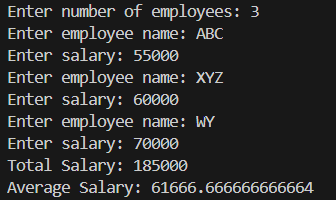 Enter number of employees: 3
Enter employee name: ABC
Enter salary: 55000
Enter employee name: XYZ
Enter salary: 60000
Enter employee name: WY
Enter salary: 70000
Total Salary: 185000
Average Salary: 61666.666666666664